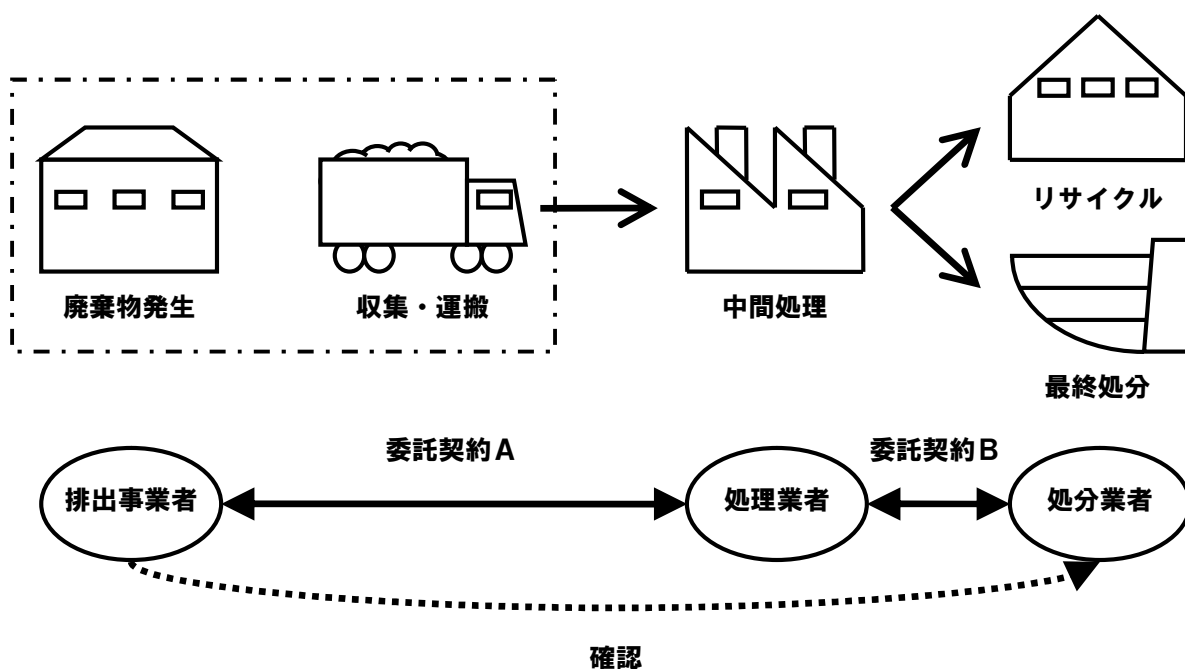 リサイクル
廃棄物発生
収集・運搬
中間処理
最終処分
委託契約A
委託契約B
排出事業者
処理業者
処分業者
確認